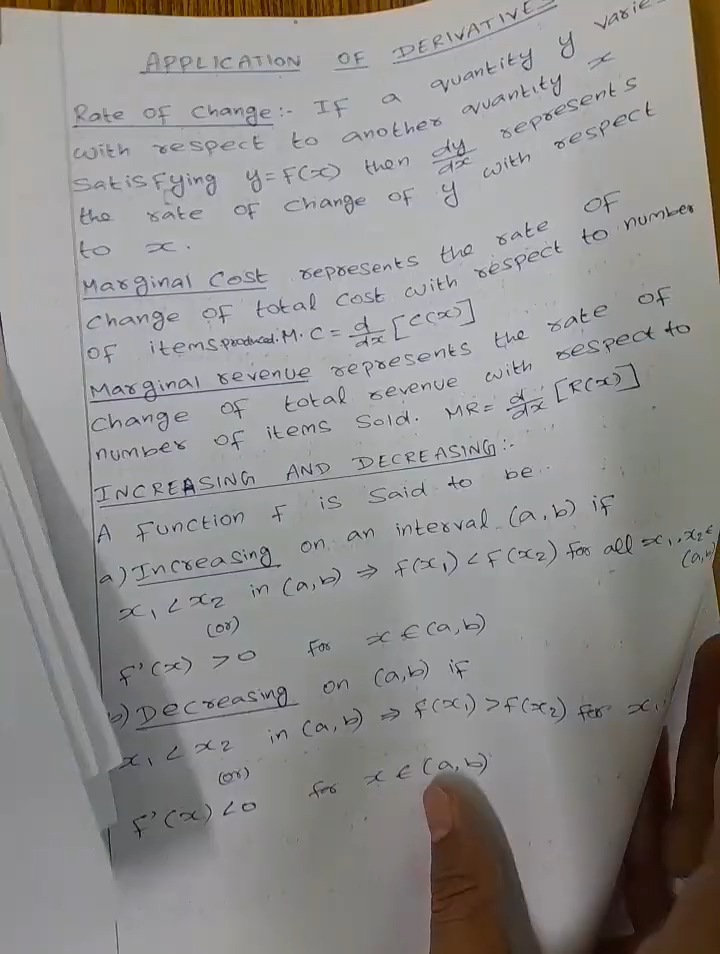 APPLICATION OF DERIVATIVE
Rate of change:- If a quantity y varie
with respect to another quantity x
Satisfying y=f(x) then dy/dx represents
the rate of change of y with respect
to x.
Marginal Cost represents the rate of
change of total cost with respect to number
of items produced. M.C = d/dx [C(x)]
Marginal revenue represents the rate of
change of total revenue with respect to
number of items sold. MR= d/dx [R(x)]
INCREASING AND DECREASING:-
A Function f is said to be..
a) Increasing on an interval (a,b) if
x₁ < x₂ in (a,b) ⇒ f(x₁) < f(x₂) for all x₁, x₂ ∈ (a,b)
(or)
f'(x) >0 for x ∈ (a,b)
b) Decreasing on (a,b) if
x₁ < x₂ in (a,b) ⇒ f(x₁) > f(x₂) for x₁
(or)
f'(x) <0 for x ∈ (a,b)